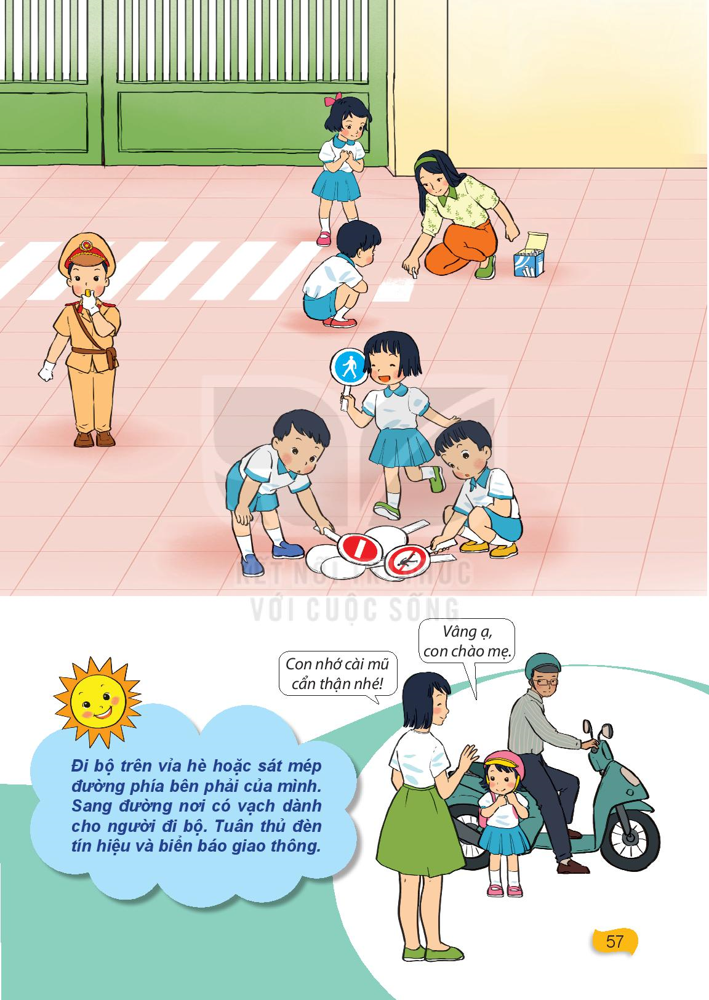 KẾT NỐI TRI THỨC
VỚI CUỘC SỐNG
Vâng ạ,
con chào mẹ.
Con nhớ cài mũ
cẩn thận nhé!
Đi bộ trên vỉa hè hoặc sát mép
đường phía bên phải của mình.
Sang đường nơi có vạch dành
cho người đi bộ. Tuân thủ đèn
tín hiệu và biển báo giao thông.
57